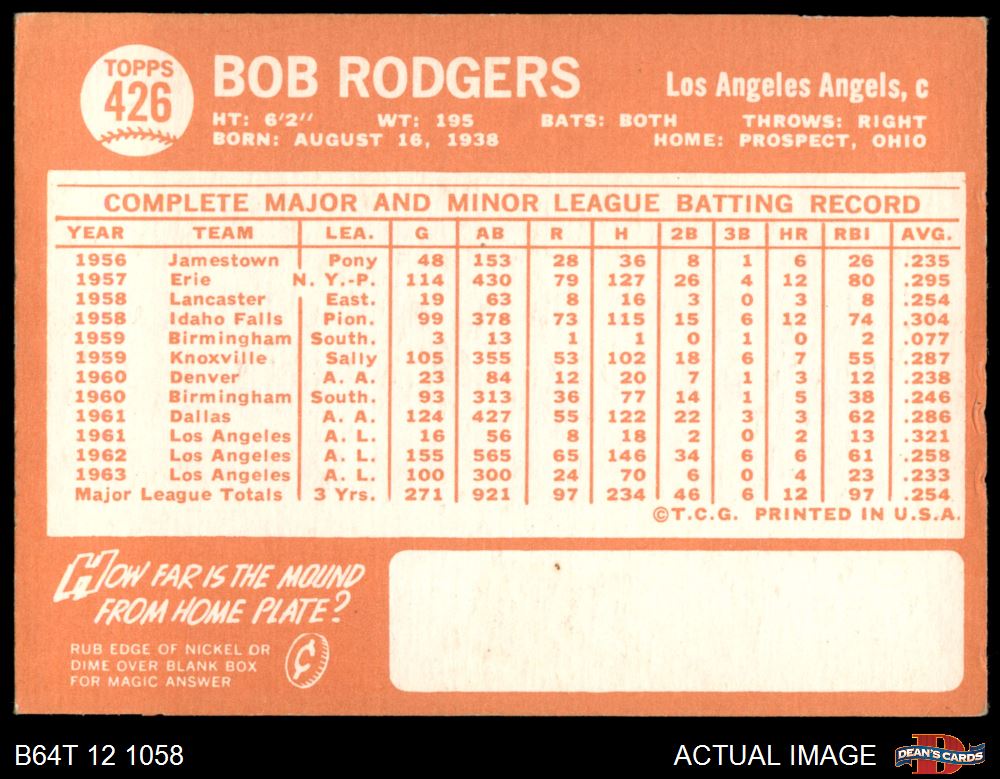 TOPPS
426
BOB RODGERS
Los Angeles Angels, c
HT: 6'2" WT: 195 BATS: BOTH THROWS: RIGHT
BORN: AUGUST 16, 1938 HOME: PROSPECT, OHIO
COMPLETE MAJOR AND MINOR LEAGUE BATTING RECORD
YEAR TEAM LEA. G AB R H 2B 3B HR RBI AVG.
1956 Jamestown Pony 48 153 28 36 8 1 6 26 .235
1957 Erie N. Y.-P. 114 430 79 127 26 4 12 80 .295
1958 Lancaster East. 19 63 8 16 3 0 3 8 .254
1958 Idaho Falls Pion. 99 378 73 115 15 6 12 74 .304
1959 Birmingham South. 3 13 1 1 0 1 0 2 .077
1959 Knoxville Sally 105 355 53 102 18 6 7 55 .287
1960 Denver A. A. 23 84 12 20 7 1 3 12 .238
1960 Birmingham South. 93 313 36 77 14 1 5 38 .246
1961 Dallas A. A. 124 427 55 122 22 3 3 62 .286
1961 Los Angeles A. L. 16 56 8 18 2 0 2 13 .321
1962 Los Angeles A. L. 155 565 65 146 34 6 6 61 .258
1963 Los Angeles A. L. 100 300 24 70 6 0 4 23 .233
Major League Totals 3 Yrs. 271 921 97 234 46 6 12 97 .254
©T.C.G. PRINTED IN U.S.A.
HOW FAR IS THE MOUND
FROM HOME PLATE?
RUB EDGE OF NICKEL OR
DIME OVER BLANK BOX
FOR MAGIC ANSWER
¢
B64T 12 1058 ACTUAL IMAGE
DEAN'S CARDS